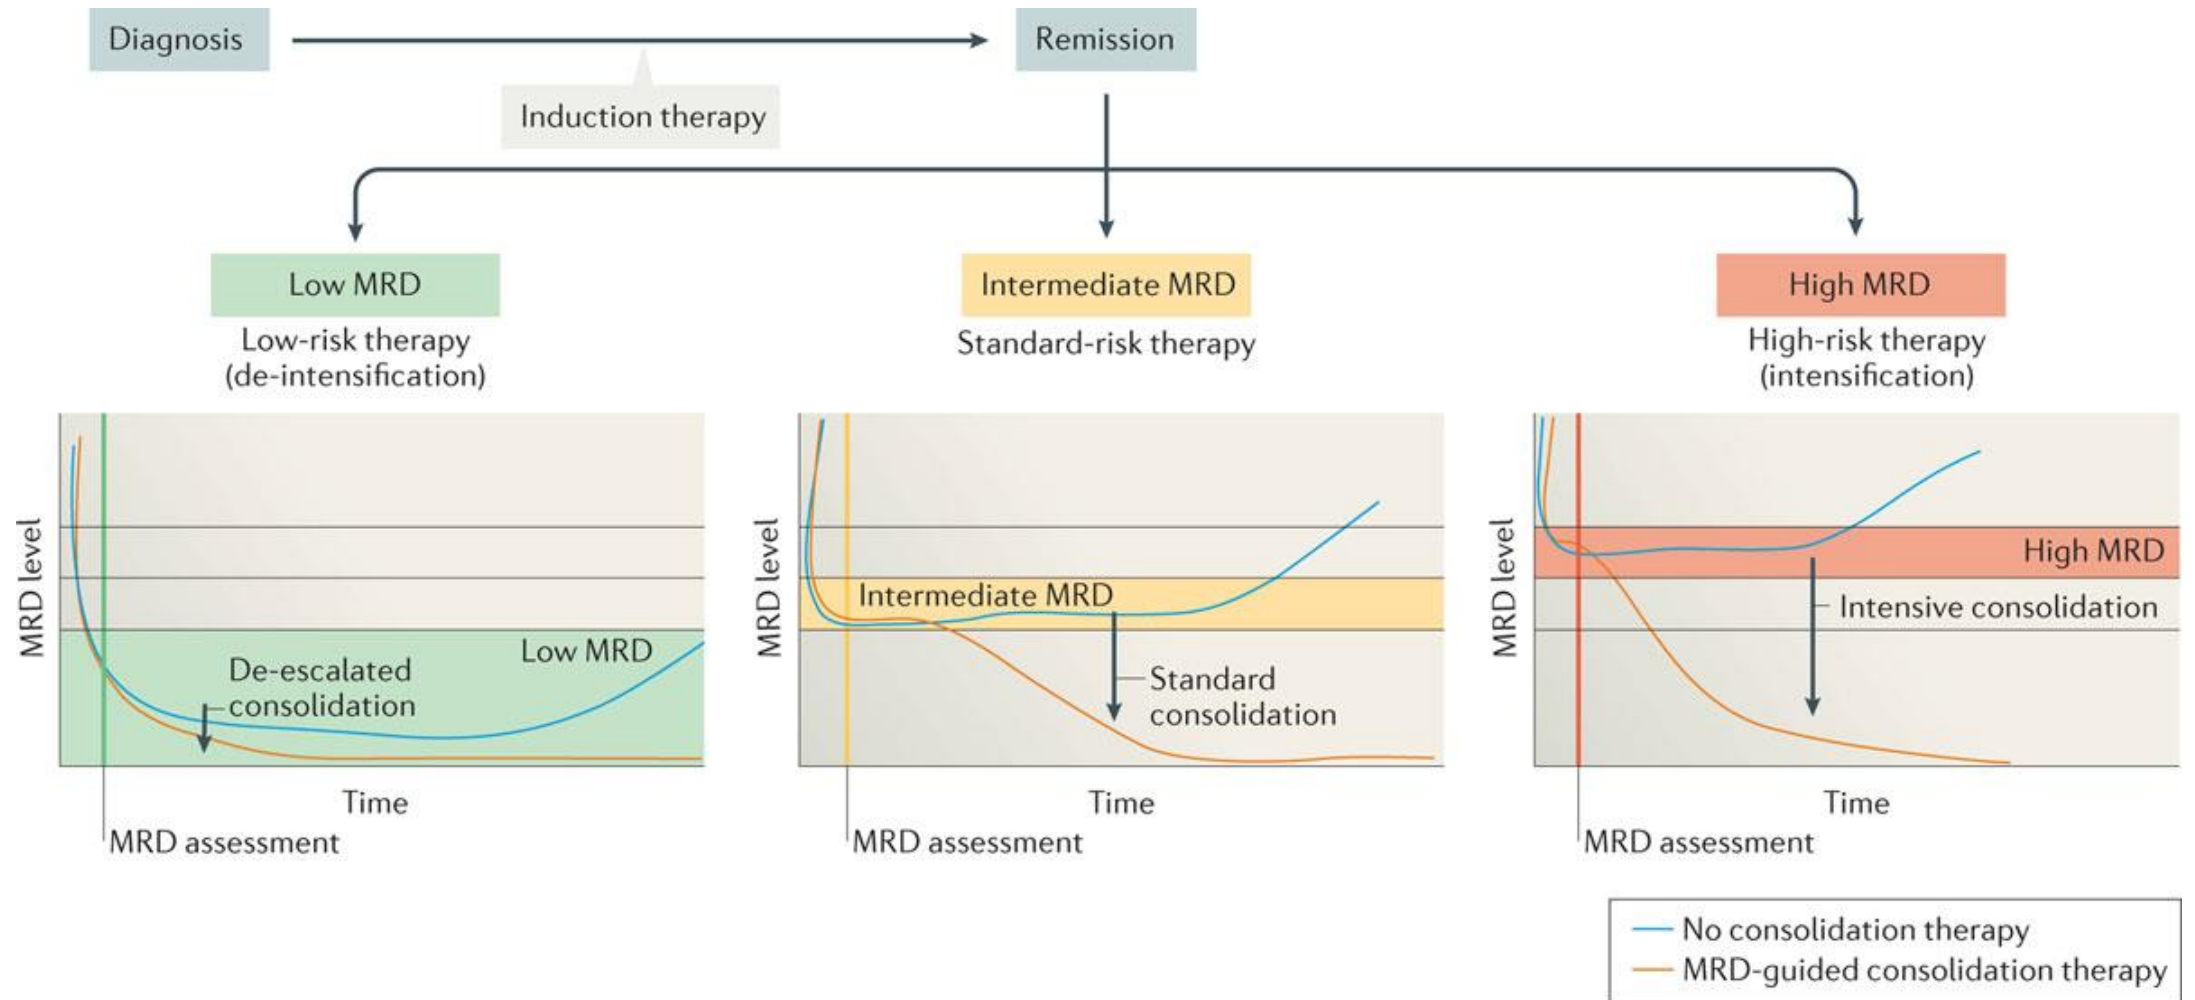 Diagnosis
Remission
Induction therapy
Low MRD
Low-risk therapy
(de-intensification)
Intermediate MRD
Standard-risk therapy
High MRD
High-risk therapy
(intensification)
MRD level
Low MRD
De-escalated
consolidation
Time
MRD assessment
MRD level
Intermediate MRD
Standard
consolidation
Time
MRD assessment
MRD level
High MRD
Intensive consolidation
Time
MRD assessment
No consolidation therapy
MRD-guided consolidation therapy